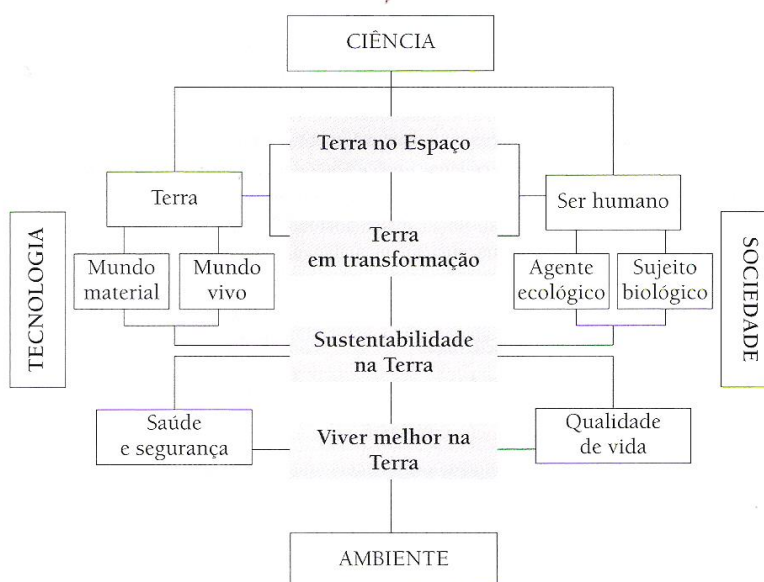 CIÊNCIA
Terra no Espaço
Terra
Ser humano
Terra
em transformação
TECNOLOGIA
Mundo
material
Mundo
vivo
Agente
ecológico
Sujeito
biológico
SOCIEDADE
Sustentabilidade
na Terra
Saúde
e segurança
Viver melhor na
Terra
Qualidade
de vida
AMBIENTE